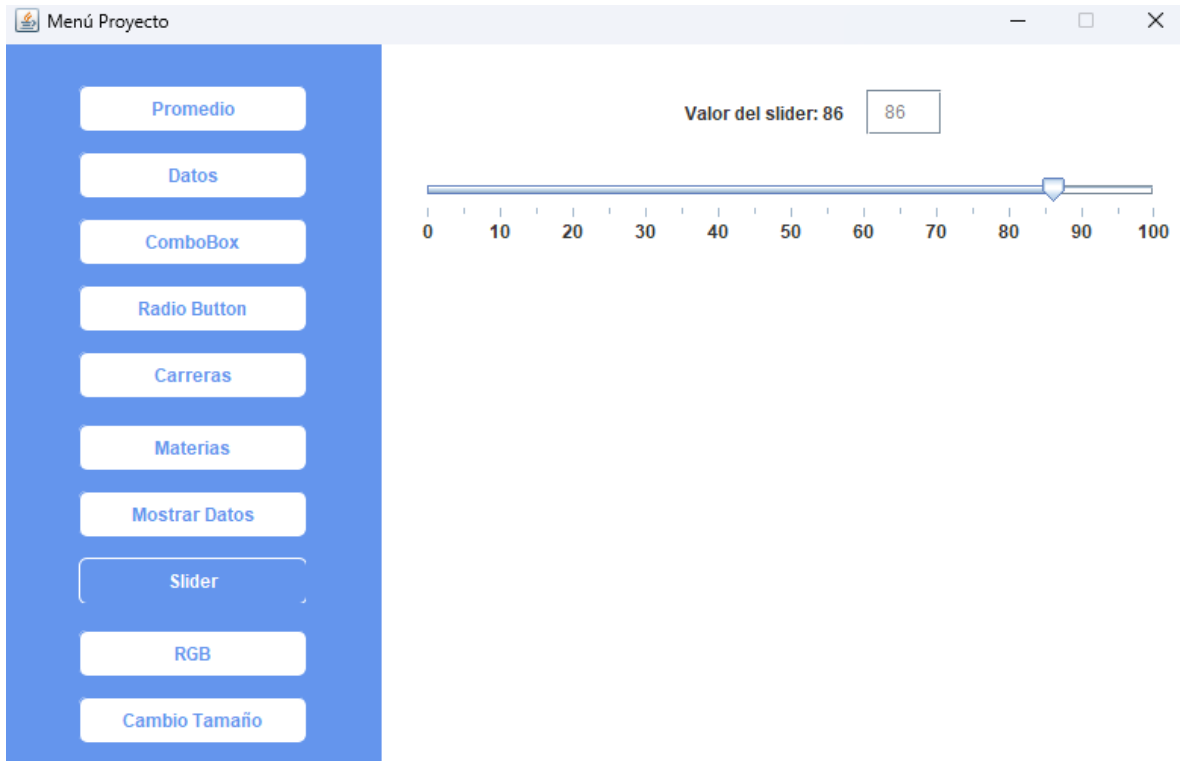 Menú Proyecto
Promedio
Datos
ComboBox
Radio Button
Carreras
Materias
Mostrar Datos
Slider
RGB
Cambio Tamaño
Valor del slider: 86 86
0 10 20 30 40 50 60 70 80 90 100